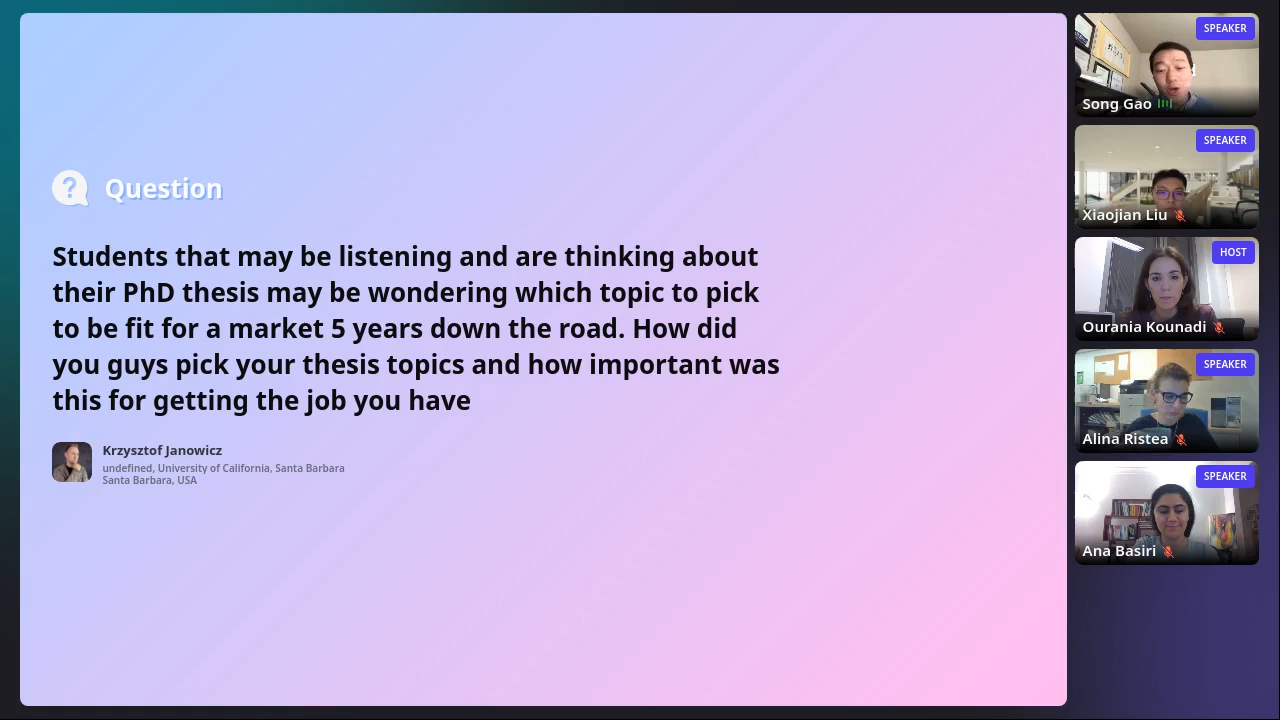 Question
Students that may be listening and are thinking about
their PhD thesis may be wondering which topic to pick
to be fit for a market 5 years down the road. How did
you guys pick your thesis topics and how important was
this for getting the job you have
Krzysztof Janowicz
undefined, University of California, Santa Barbara
Santa Barbara, USA
SPEAKER
Song Gao
SPEAKER
Xiaojian Liu
HOST
Ourania Kounadi
SPEAKER
Alina Ristea
SPEAKER
Ana Basiri